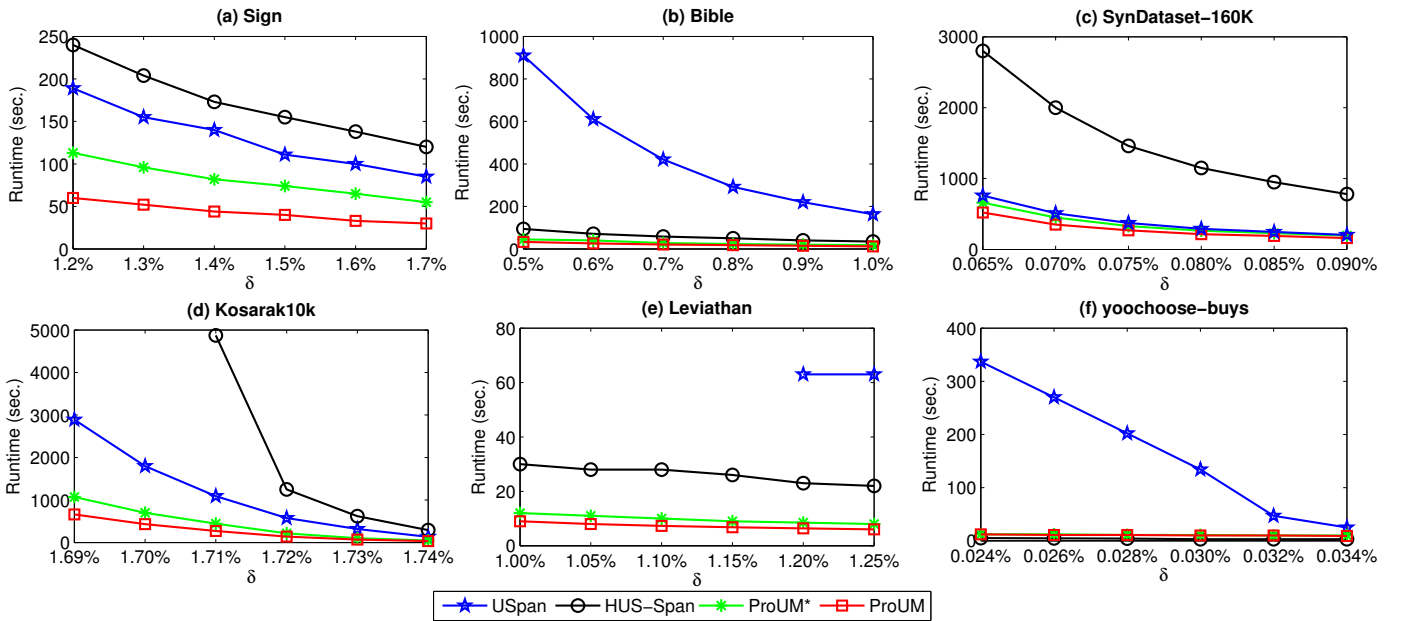 (a) Sign
Runtime (sec.)
250
200
150
100
50
0
1.2% 1.3% 1.4% 1.5% 1.6% 1.7%
δ
(b) Bible
Runtime (sec.)
1000
800
600
400
200
0
0.5% 0.6% 0.7% 0.8% 0.9% 1.0%
δ
(c) SynDataset−160K
Runtime (sec.)
3000
2000
1000
0
0.065% 0.070% 0.075% 0.080% 0.085% 0.090%
δ
(d) Kosarak10k
Runtime (sec.)
5000
4000
3000
2000
1000
0
1.69% 1.70% 1.71% 1.72% 1.73% 1.74%
δ
(e) Leviathan
Runtime (sec.)
80
60
40
20
0
1.00% 1.05% 1.10% 1.15% 1.20% 1.25%
δ
(f) yoochoose−buys
Runtime (sec.)
400
300
200
100
0
0.024% 0.026% 0.028% 0.030% 0.032% 0.034%
δ
USpan HUS−Span ProUM* ProUM